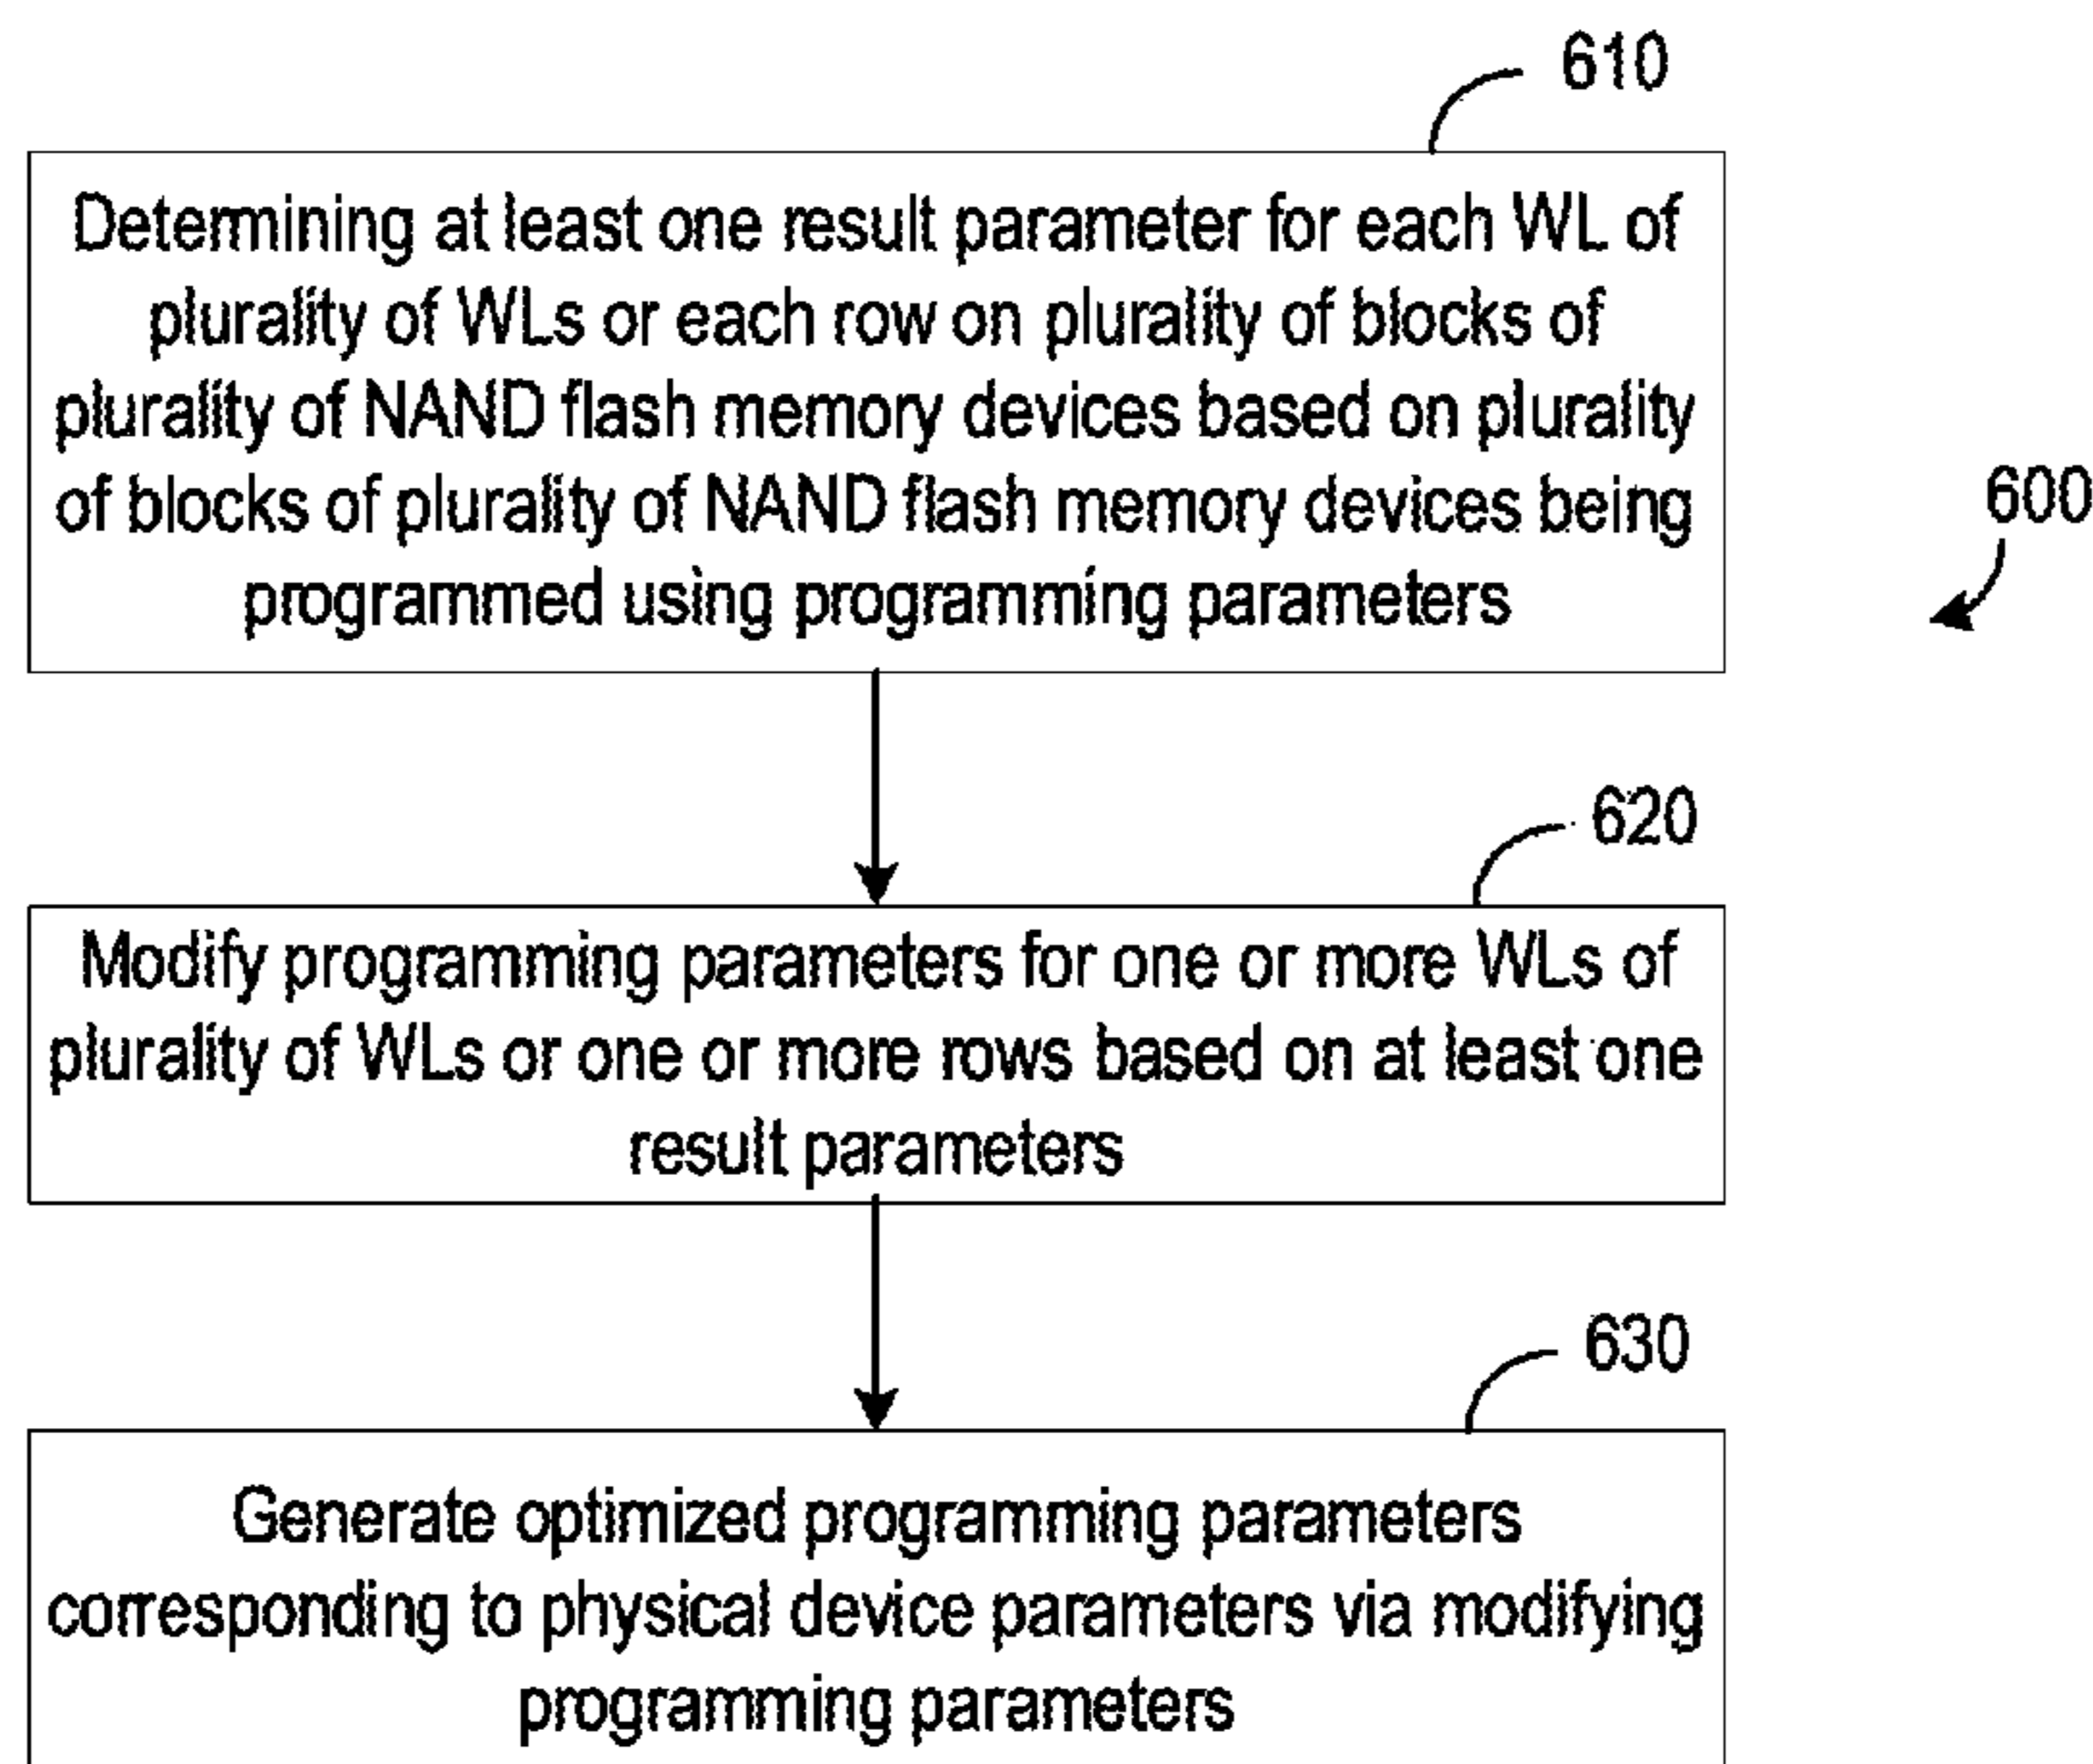 610
Determining at least one result parameter for each WL of
plurality of WLs or each row on plurality of blocks of
plurality of NAND flash memory devices based on plurality
of blocks of plurality of NAND flash memory devices being
programmed using programming parameters
600
620
Modify programming parameters for one or more WLs of
plurality of WLs or one or more rows based on at least one
result parameters
630
Generate optimized programming parameters
corresponding to physical device parameters via modifying
programming parameters